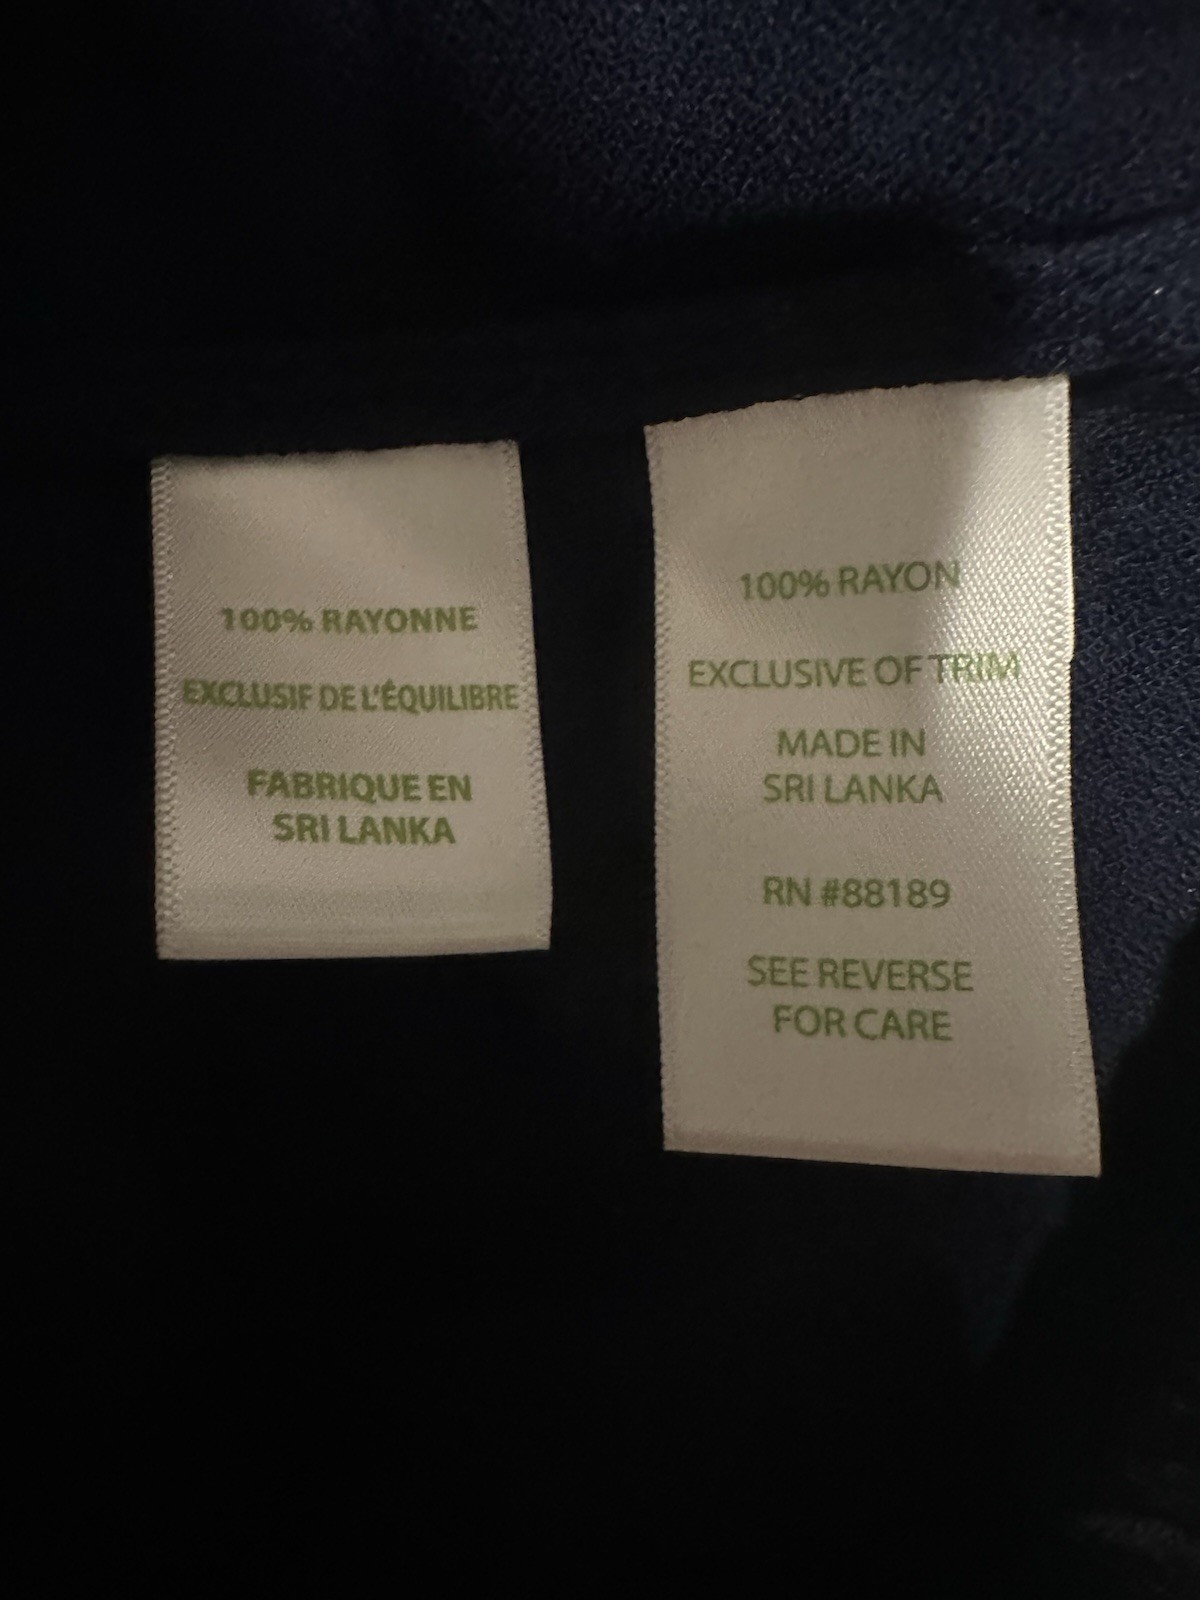 100% RAYONNE
EXCLUSIF DE L'ÉQUILIBRE
FABRIQUE EN
SRI LANKA
100% RAYON
EXCLUSIVE OF TRIM
MADE IN
SRI LANKA
RN #88189
SEE REVERSE
FOR CARE